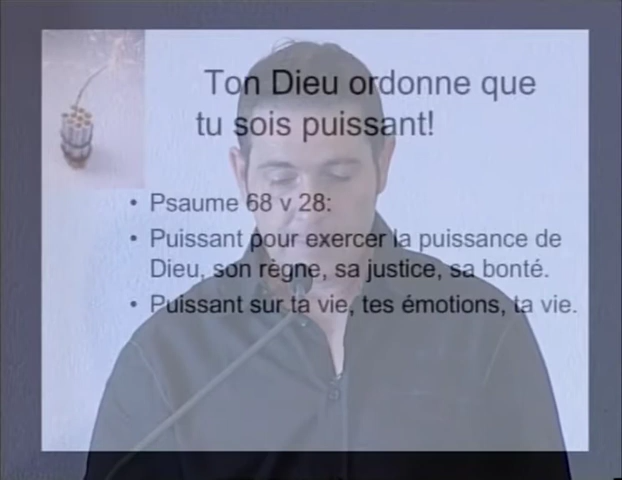 Ton Dieu ordonne que
tu sois puissant!
• Psaume 68 v 28:
• Puissant pour exercer la puissance de
Dieu, son règne, sa justice, sa bonté.
• Puissant sur ta vie, tes émotions, ta vie.